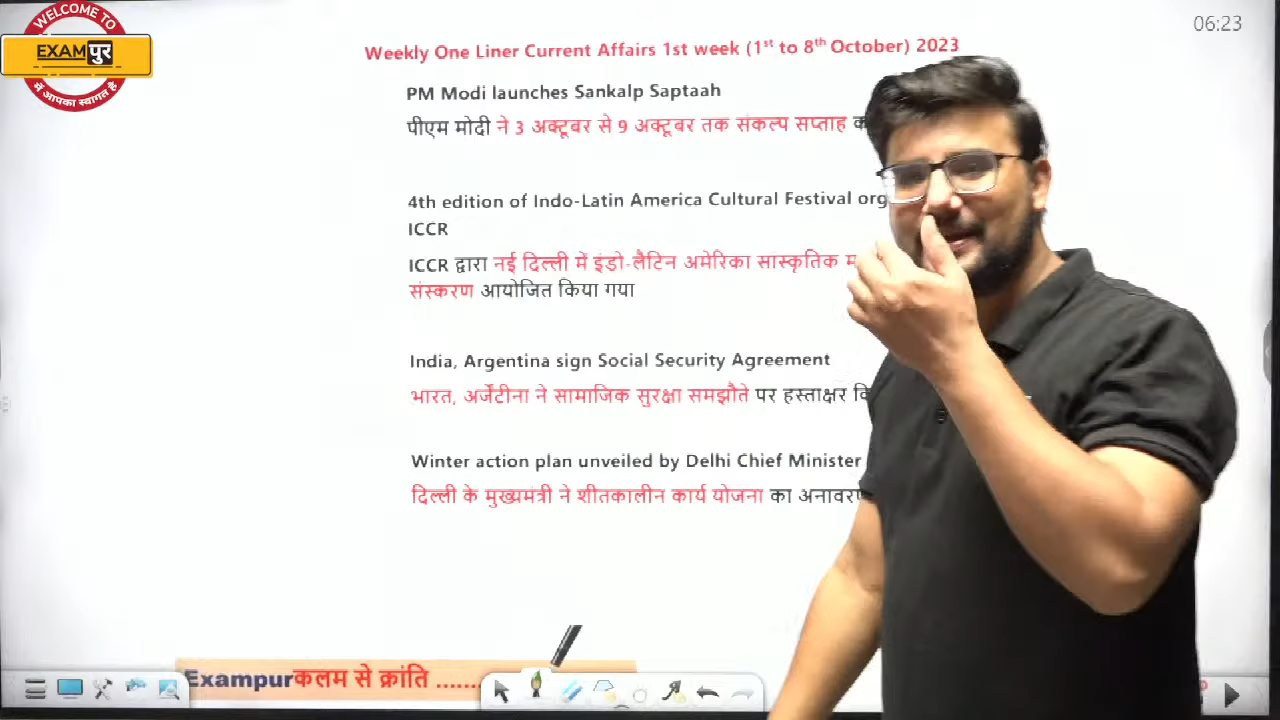 WELCOME TO
EXAMपुर
में आपका स्वागत है
06:23
Weekly One Liner Current Affairs 1st week (1st to 8th October) 2023
PM Modi launches Sankalp Saptaah
पीएम मोदी ने 3 अक्टूबर से 9 अक्टूबर तक संकल्प सप्ताह
4th edition of Indo-Latin America Cultural Festival
ICCR
ICCR द्वारा नई दिल्ली में इंडो-लैटिन अमेरिका सांस्कृतिक
संस्करण आयोजित किया गया
India, Argentina sign Social Security Agreement
भारत, अर्जेंटीना ने सामाजिक सुरक्षा समझौते पर हस्ताक्षर
Winter action plan unveiled by Delhi Chief Minister
दिल्ली के मुख्यमंत्री ने शीतकालीन कार्य योजना का
Exampurकलम से क्रांति .......